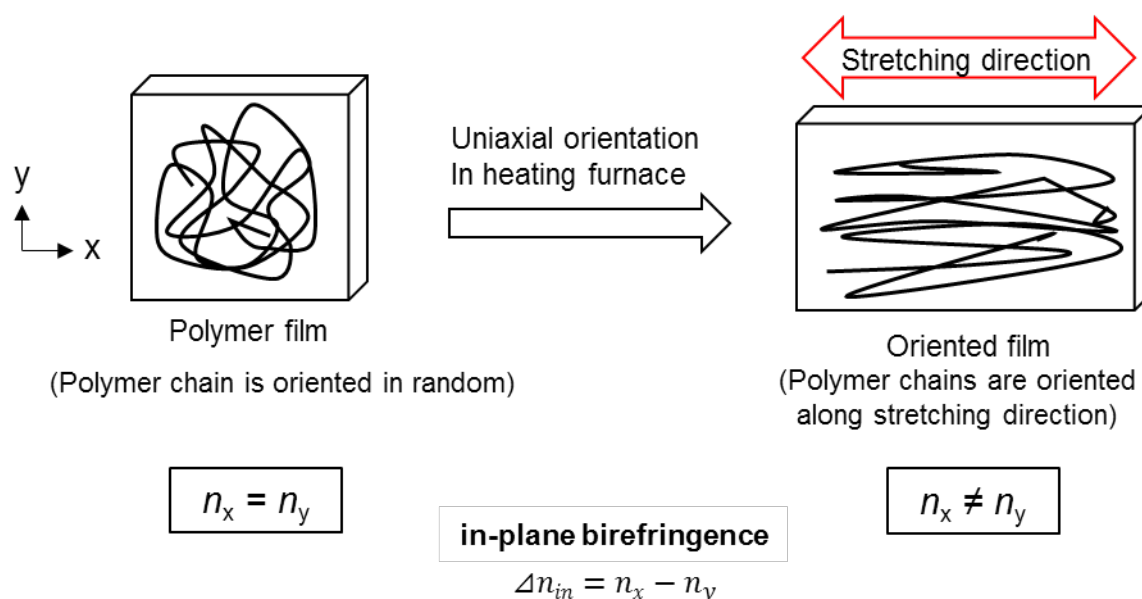 Stretching direction
Uniaxial orientation
In heating furnace
y
x
Polymer film
(Polymer chain is oriented in random)
Oriented film
(Polymer chains are oriented
along stretching direction)
nx = ny
nx ≠ ny
in-plane birefringence
Δnin = nx − ny